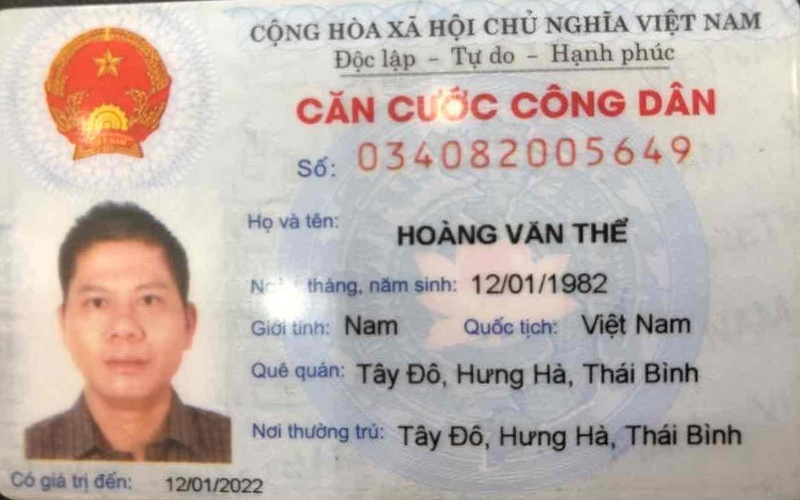 CỘNG HÒA XÃ HỘI CHỦ NGHĨA VIỆT NAM
Độc lập - Tự do - Hạnh phúc
CĂN CƯỚC CÔNG DÂN
Số: 034082005649
Họ và tên: HOÀNG VĂN THẾ
tháng, năm sinh: 12/01/1982
Giới tính: Nam Quốc tịch: Việt Nam
Quê quán: Tây Đô, Hưng Hà, Thái Bình
Nơi thường trú: Tây Đô, Hưng Hà, Thái Bình
Có giá trị đến: 12/01/2022